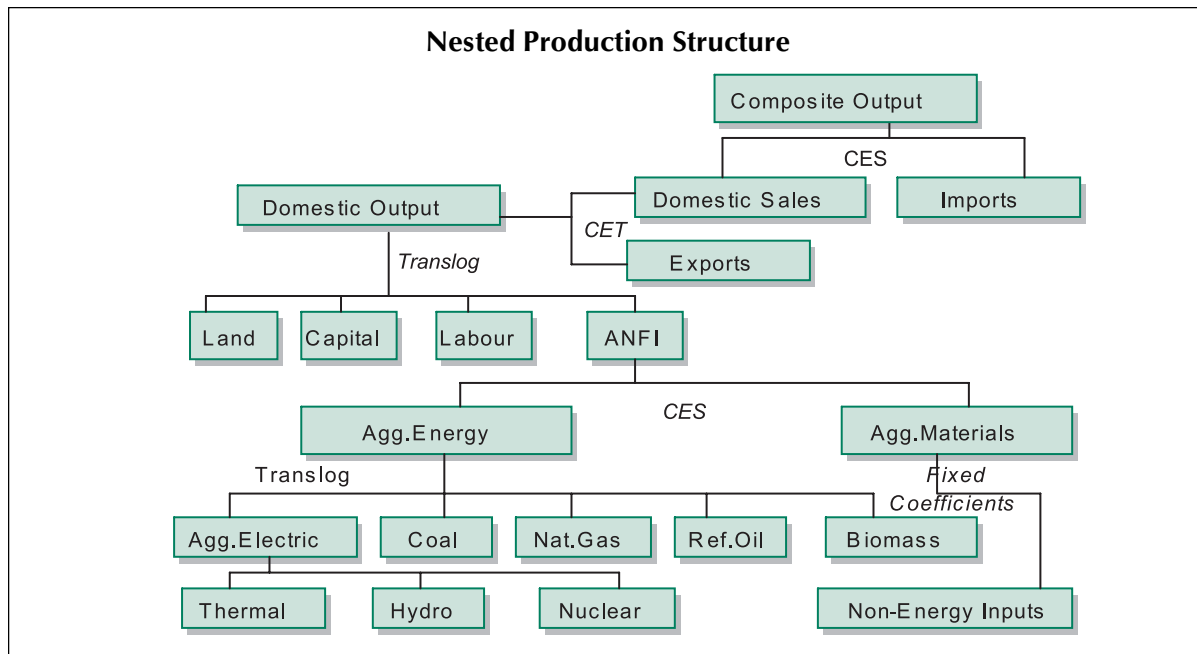 Nested Production Structure
Composite Output
CES
Domestic Output
Domestic Sales
Imports
CET
Translog
Exports
Land
Capital
Labour
ANFI
CES
Agg.Energy
Agg.Materials
Translog
Fixed
Coefficients
Agg.Electric
Coal
Nat.Gas
Ref.Oil
Biomass
Thermal
Hydro
Nuclear
Non-Energy Inputs